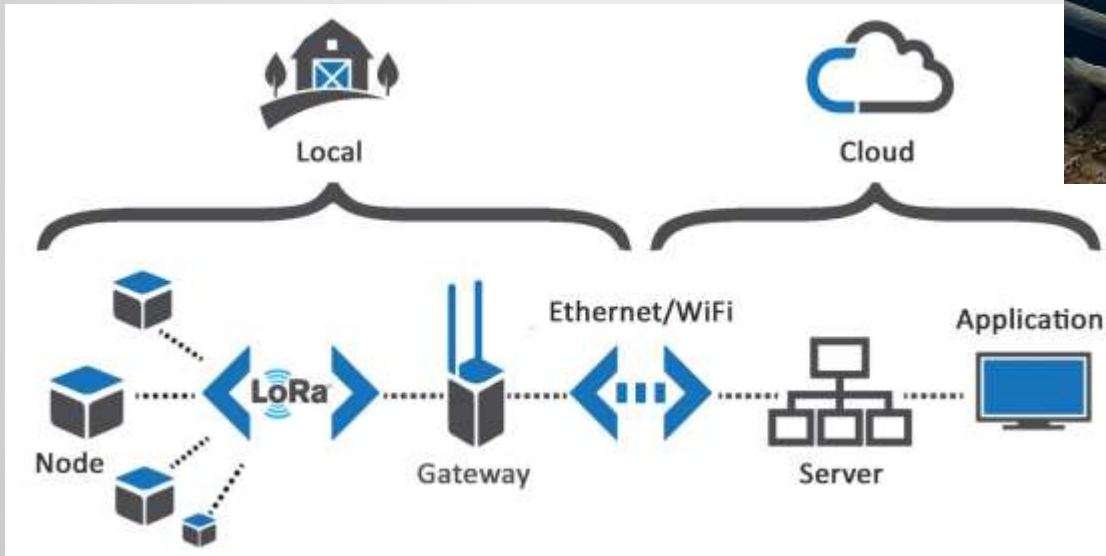 Local
Cloud
Ethernet/WiFi
Application
LoRa
Node
Gateway
Server